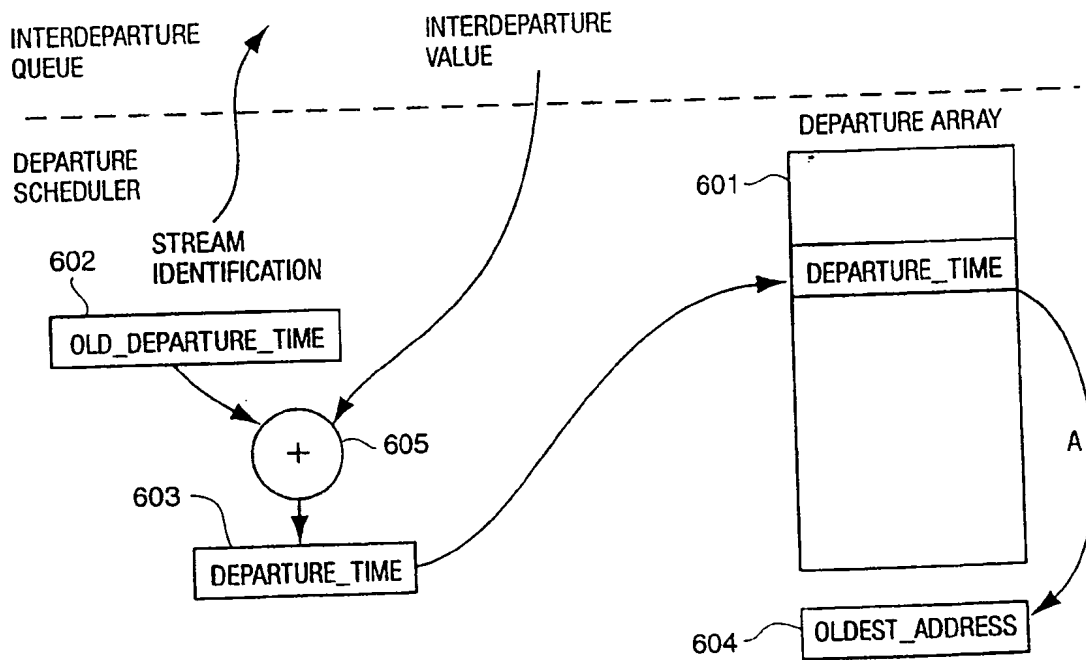 INTERDEPARTURE
QUEUE
INTERDEPARTURE
VALUE
DEPARTURE ARRAY
DEPARTURE
SCHEDULER
601
STREAM
IDENTIFICATION
602
DEPARTURE_TIME
OLD_DEPARTURE_TIME
A
+
605
603
DEPARTURE_TIME
604
OLDEST_ADDRESS